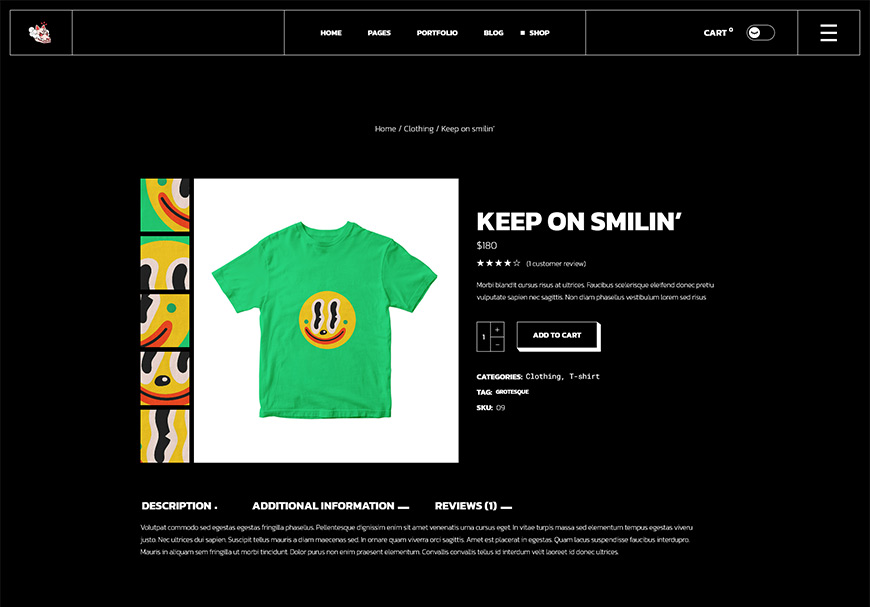 HOME PAGES PORTFOLIO BLOG SHOP CART 0
Home / Clothing / Keep on smilin'
KEEP ON SMILIN'
$180
(1 customer review)
Morbi blandit cursus risus at ultrices. Faucibus scelerisque eleifend donec pretiu
vulputate sapien nec sagittis. Non diam phasellus vestibulum lorem sed risus
1 + −
ADD TO CART
CATEGORIES: Clothing, T-shirt
TAG: GROTESQUE
SKU: 09
DESCRIPTION ADDITIONAL INFORMATION REVIEWS (1)
Volutpat commodo sed egestas egestas fringilla phasellus. Pellentesque dignissim enim sit amet venenatis urna cursus eget. In vitae turpis massa sed elementum tempus egestas viveru
justo. Nec ultrices dui sapien. Suscipit tellus mauris a diam maecenas sed. In ornare quam viverra orci sagittis. Amet est placerat in egestas. Quam lacus suspendisse faucibus interdupro.
Mauris in aliquam sem fringilla ut morbi tincidunt. Dolor purus non enim praesent elementum. Convallis convallis tellus id interdum velit laoreet id donec ultrices.